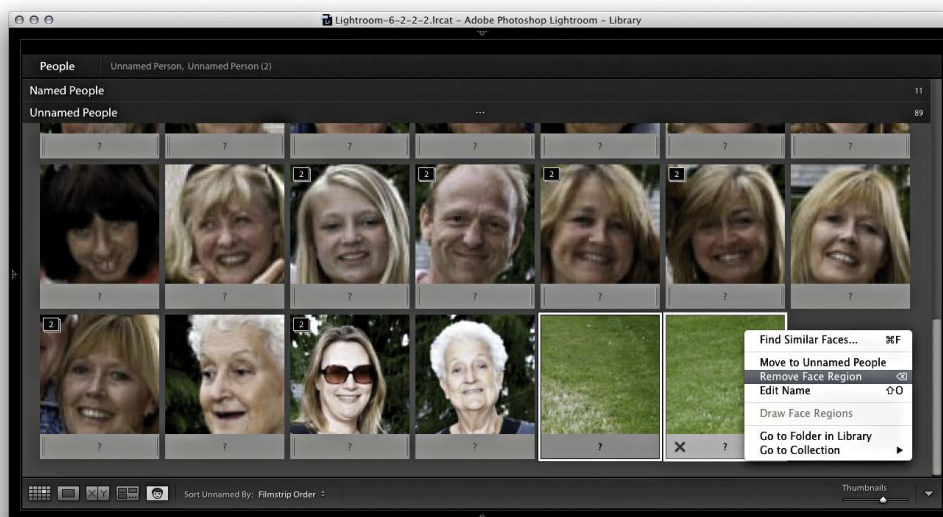 Lightroom-6-2-2-2.lrcat - Adobe Photoshop Lightroom - Library
People Unnamed Person, Unnamed Person (2)
Named People 11
Unnamed People ... 89
? ? ? ? ? ? ?
2 2 2 2
? ? ? ? ? ? ?
2 2
Find Similar Faces... ⌘F
Move to Unnamed People
Remove Face Region ⌫
Edit Name ⇧O
Draw Face Regions
Go to Folder in Library
Go to Collection ▶
? ? ? ? ? ?
XY Sort Unnamed By: Filmstrip Order Thumbnails